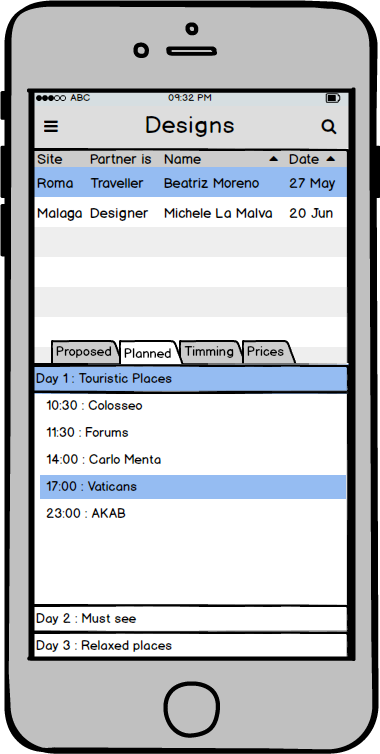 ABC 09:32 PM
Designs
Site Partner is Name Date
Roma Traveller Beatriz Moreno 27 May
Malaga Designer Michele La Malva 20 Jun
Proposed Planned Timming Prices
Day 1 : Touristic Places
10:30 : Colosseo
11:30 : Forums
14:00 : Carlo Menta
17:00 : Vaticans
23:00 : AKAB
Day 2 : Must see
Day 3 : Relaxed places